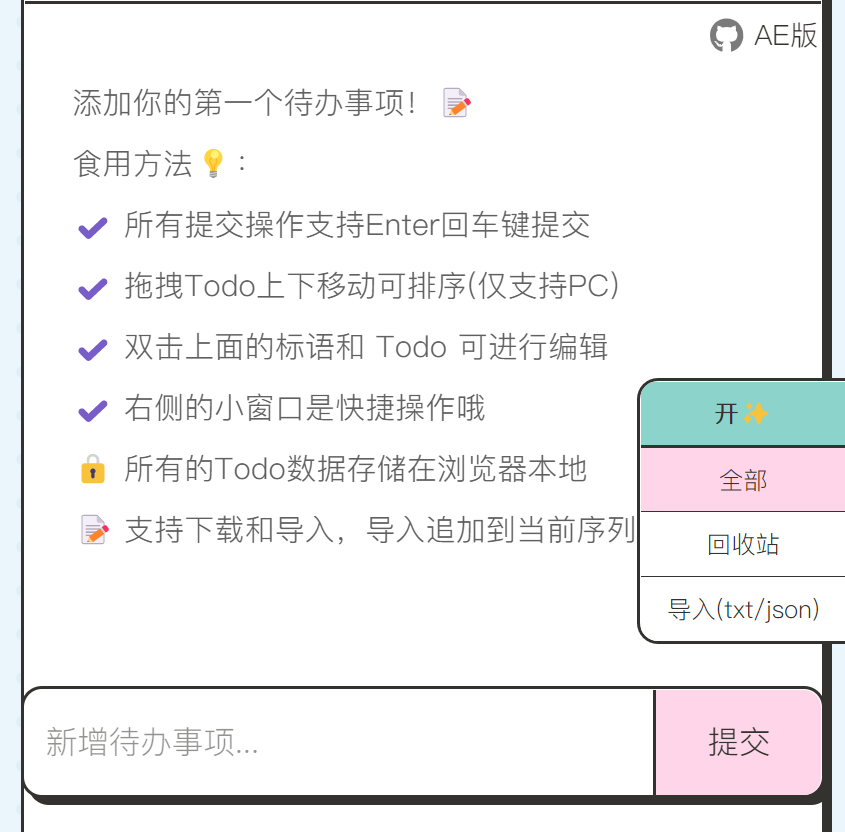 AE版
添加你的第一个待办事项！📝
食用方法💡：
所有提交操作支持Enter回车键提交
拖拽Todo上下移动可排序(仅支持PC)
双击上面的标语和 Todo 可进行编辑
右侧的小窗口是快捷操作哦
🔒 所有的Todo数据存储在浏览器本地
📝 支持下载和导入，导入追加到当前序列
开✨
全部
回收站
导入(txt/json)
新增待办事项...
提交